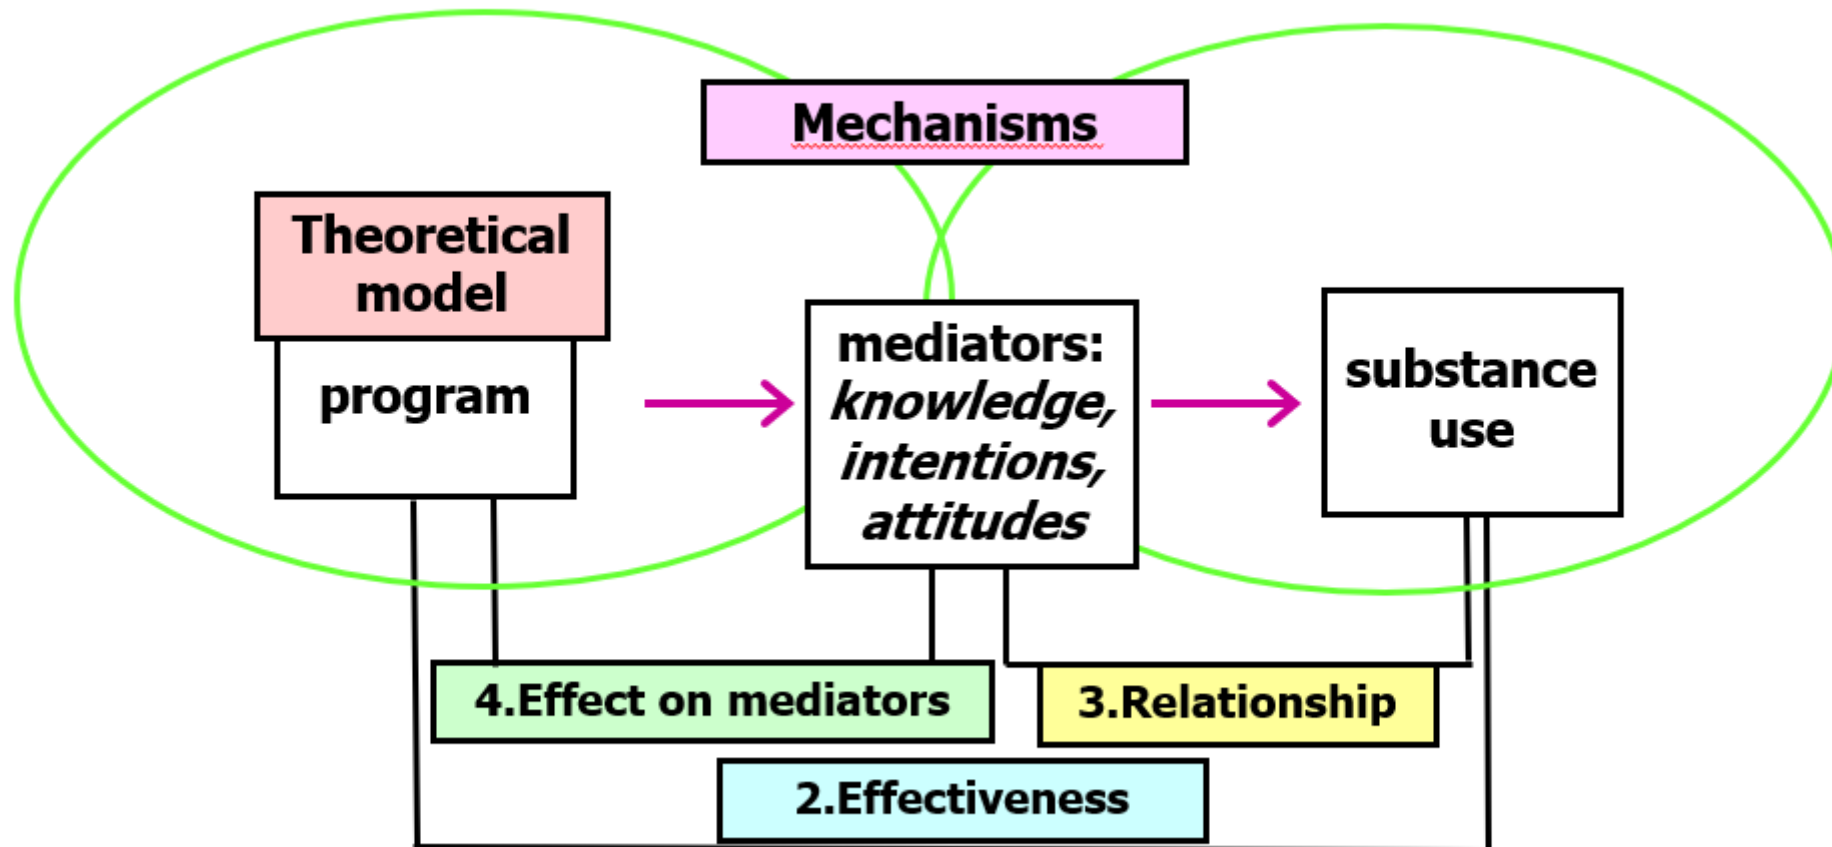 Mechanisms
Theoretical
model
program
mediators:
knowledge,
intentions,
attitudes
substance
use
4.Effect on mediators
3.Relationship
2.Effectiveness